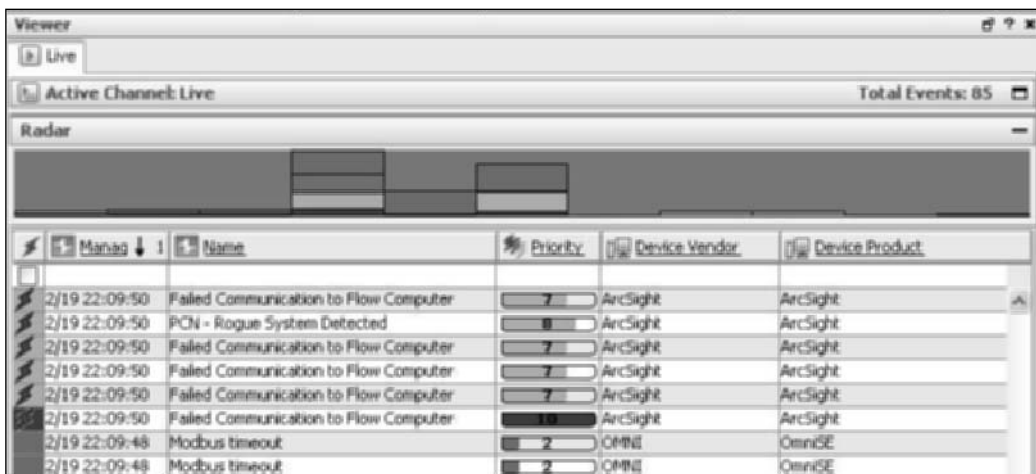 Viewer
Live
Active Channel: Live Total Events: 85
Radar
Manag 1 Name Priority Device Vendor Device Product
2/19 22:09:50 Failed Communication to Flow Computer 7 ArcSight ArcSight
2/19 22:09:50 PCN - Rogue System Detected 8 ArcSight ArcSight
2/19 22:09:50 Failed Communication to Flow Computer 7 ArcSight ArcSight
2/19 22:09:50 Failed Communication to Flow Computer 7 ArcSight ArcSight
2/19 22:09:50 Failed Communication to Flow Computer 7 ArcSight ArcSight
2/19 22:09:50 Failed Communication to Flow Computer 10 ArcSight ArcSight
2/19 22:09:48 Modbus timeout 2 OMNI OmniSE
2/19 22:09:48 Modbus timeout 2 OMNI OmniSE